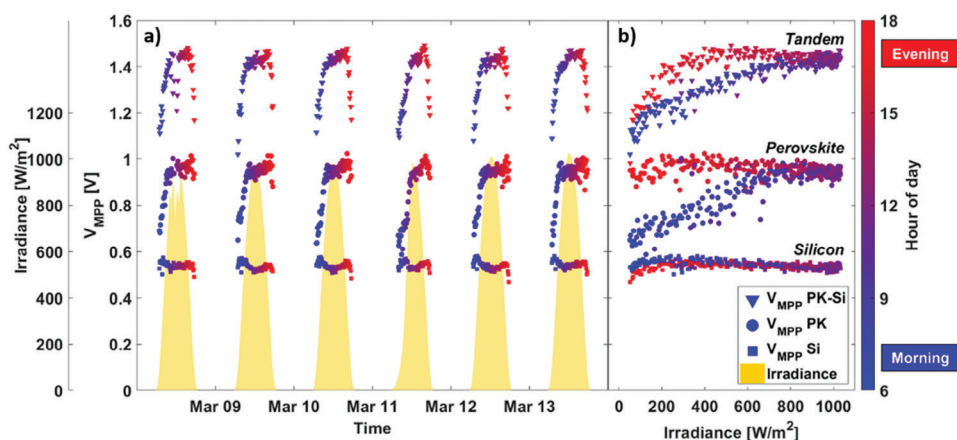 a)
1.6
1.4
1.2
1
0.8
0.6
0.4
0.2
0
V_MPP [V]
1200
1000
800
600
400
200
0
Irradiance [W/m²]
Mar 09 Mar 10 Mar 11 Mar 12 Mar 13
Time
b)
Tandem
Perovskite
Silicon
V_MPP PK-Si
V_MPP PK
V_MPP Si
Irradiance
0 200 400 600 800 1000
Irradiance [W/m²]
18
Evening
15
12
9
Morning
6
Hour of day